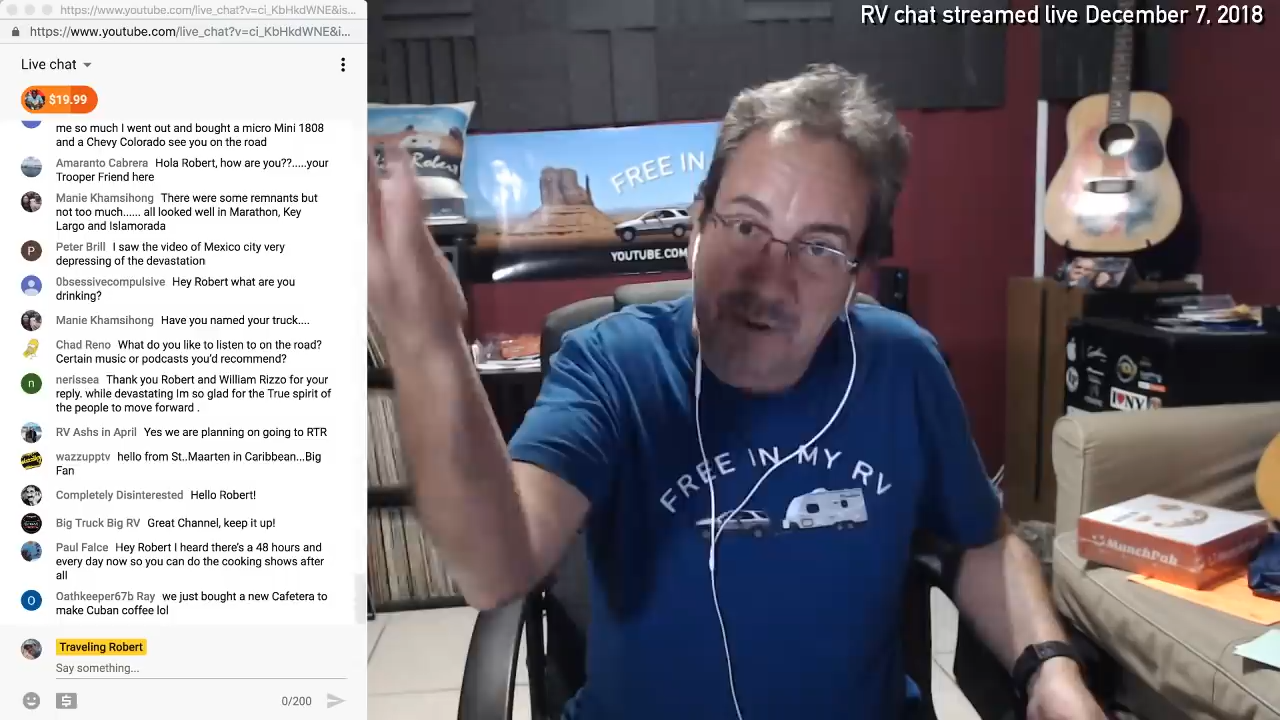 https://www.youtube.com/live_chat?v=ci_KbHkdWNE&is...
https://www.youtube.com/live_chat?v=ci_KbHkdWNE&i...
RV chat streamed live December 7, 2018
Live chat
$19.99
me so much I went out and bought a micro Mini 1808
and a Chevy Colorado see you on the road
Amaranto Cabrera Hola Robert, how are you??.....your
Trooper Friend here
Manie Khamsihong There were some remnants but
not too much...... all looked well in Marathon, Key
Largo and Islamorada
P
Peter Brill I saw the video of Mexico city very
depressing of the devastation
0bsessivecompulsive Hey Robert what are you
drinking?
Manie Khamsihong Have you named your truck....
Chad Reno What do you like to listen to on the road?
Certain music or podcasts you'd recommend?
n
nerissea Thank you Robert and William Rizzo for your
reply. while devastating Im so glad for the True spirit of
the people to move forward .
RV Ashs in April Yes we are planning on going to RTR
wazzupptv hello from St..Maarten in Caribbean...Big
Fan
Completely Disinterested Hello Robert!
Big Truck Big RV Great Channel, keep it up!
Paul Falce Hey Robert I heard there's a 48 hours and
every day now so you can do the cooking shows after
all
O
Oathkeeper67b Ray we just bought a new Cafetera to
make Cuban coffee lol
Traveling Robert
Say something...
0/200
Robert
FREE IN
YOUTUBE.COM
FREE IN MY RV
I♥NY
MunchPak